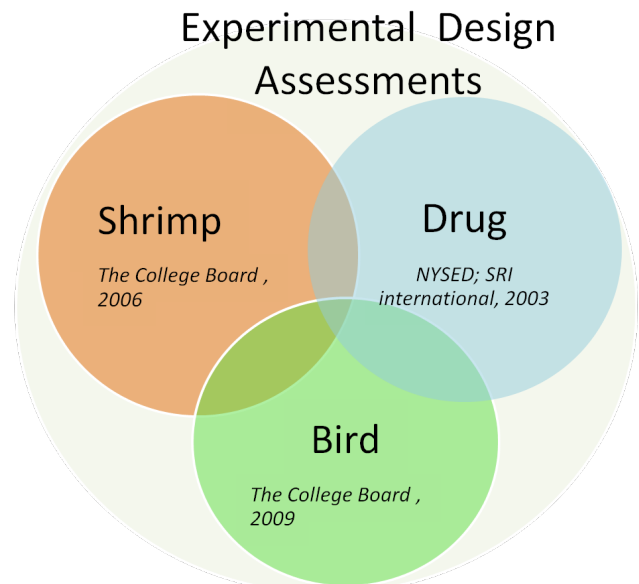 Experimental Design
Assessments
Shrimp
The College Board ,
2006
Drug
NYSED; SRI
international, 2003
Bird
The College Board ,
2009